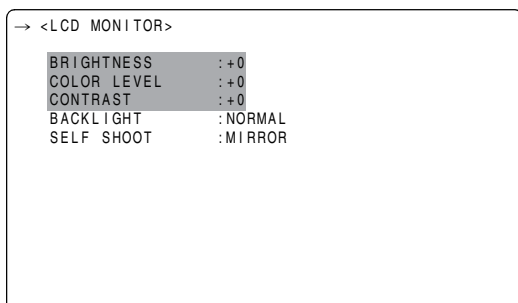 → <LCD MONITOR>
BRIGHTNESS :+0
COLOR LEVEL :+0
CONTRAST :+0
BACKLIGHT :NORMAL
SELF SHOOT :MIRROR